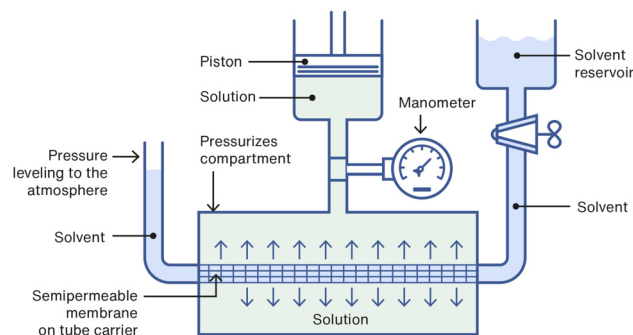 Piston
Solution
Manometer
Solvent
reservoir
Pressurizes
compartment
Pressure
leveling to the
atmosphere
Solvent
Solvent
Semipermeable
membrane
on tube carrier
Solution